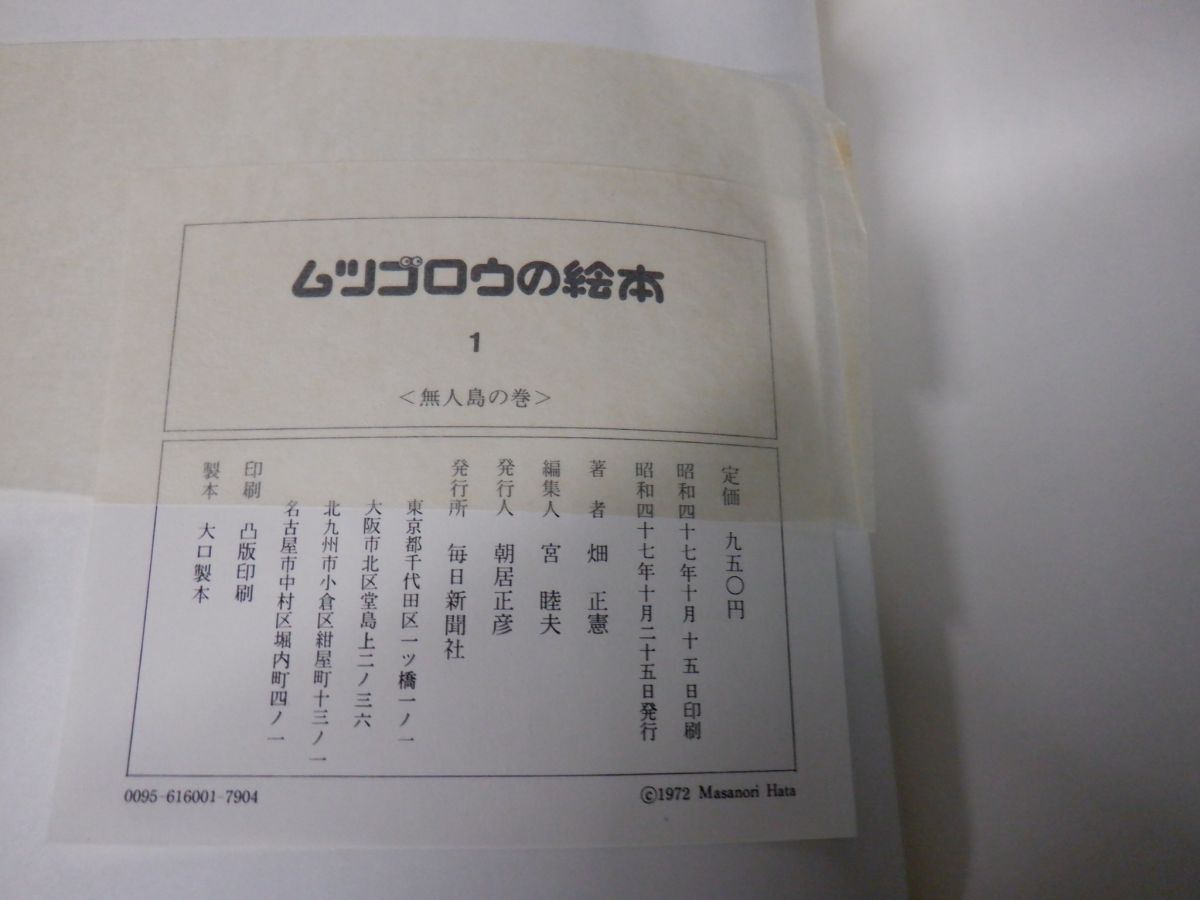 ムツゴロウの絵本
1
<無人島の巻>
定価 九五〇円
昭和四十七年十月 十 五 日印刷
昭和四十七年十月二十五日発行
著 者 畑 正憲
編集人 宮 睦夫
発行人 朝居正彦
発行所 毎日新聞社
東京都千代田区一ツ橋一ノ一
大阪市北区堂島上二ノ三六
北九州市小倉区紺屋町十三ノ一
名古屋市中村区堀内町四ノ一
印刷 凸版印刷
製本 大口製本
0095-616001-7904
©1972 Masanori Hata